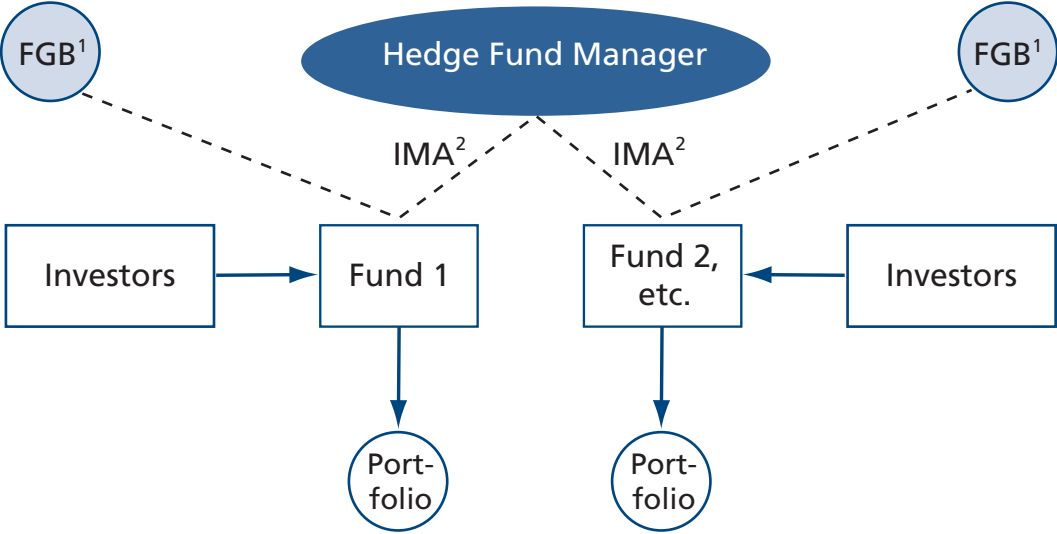 FGB¹
Hedge Fund Manager
FGB¹
IMA²
IMA²
Investors
Fund 1
Fund 2,
etc.
Investors
Port-
folio
Port-
folio